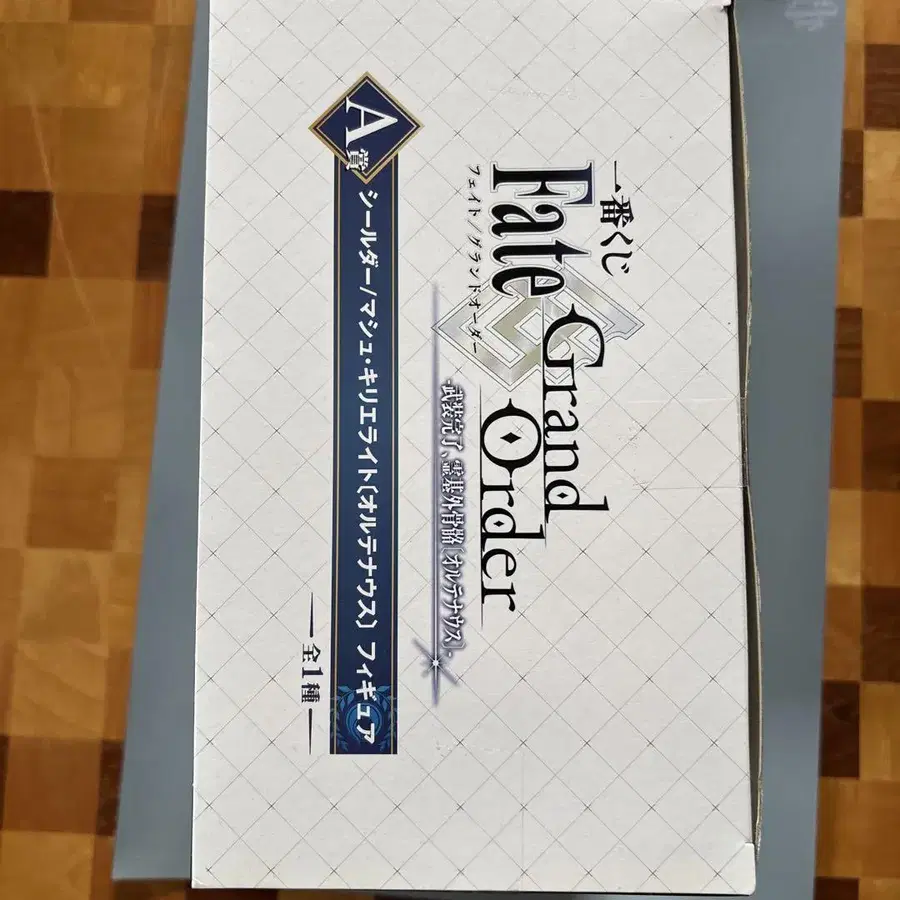 一番くじ
Fate
Grand
Order
フェイト/グランドオーダー
-武装完了、霊基外骨骼〔オルテナウス〕-
A賞
シールダー/マシュ・キリエライト〔オルテナウス〕 フィギュア
全1種